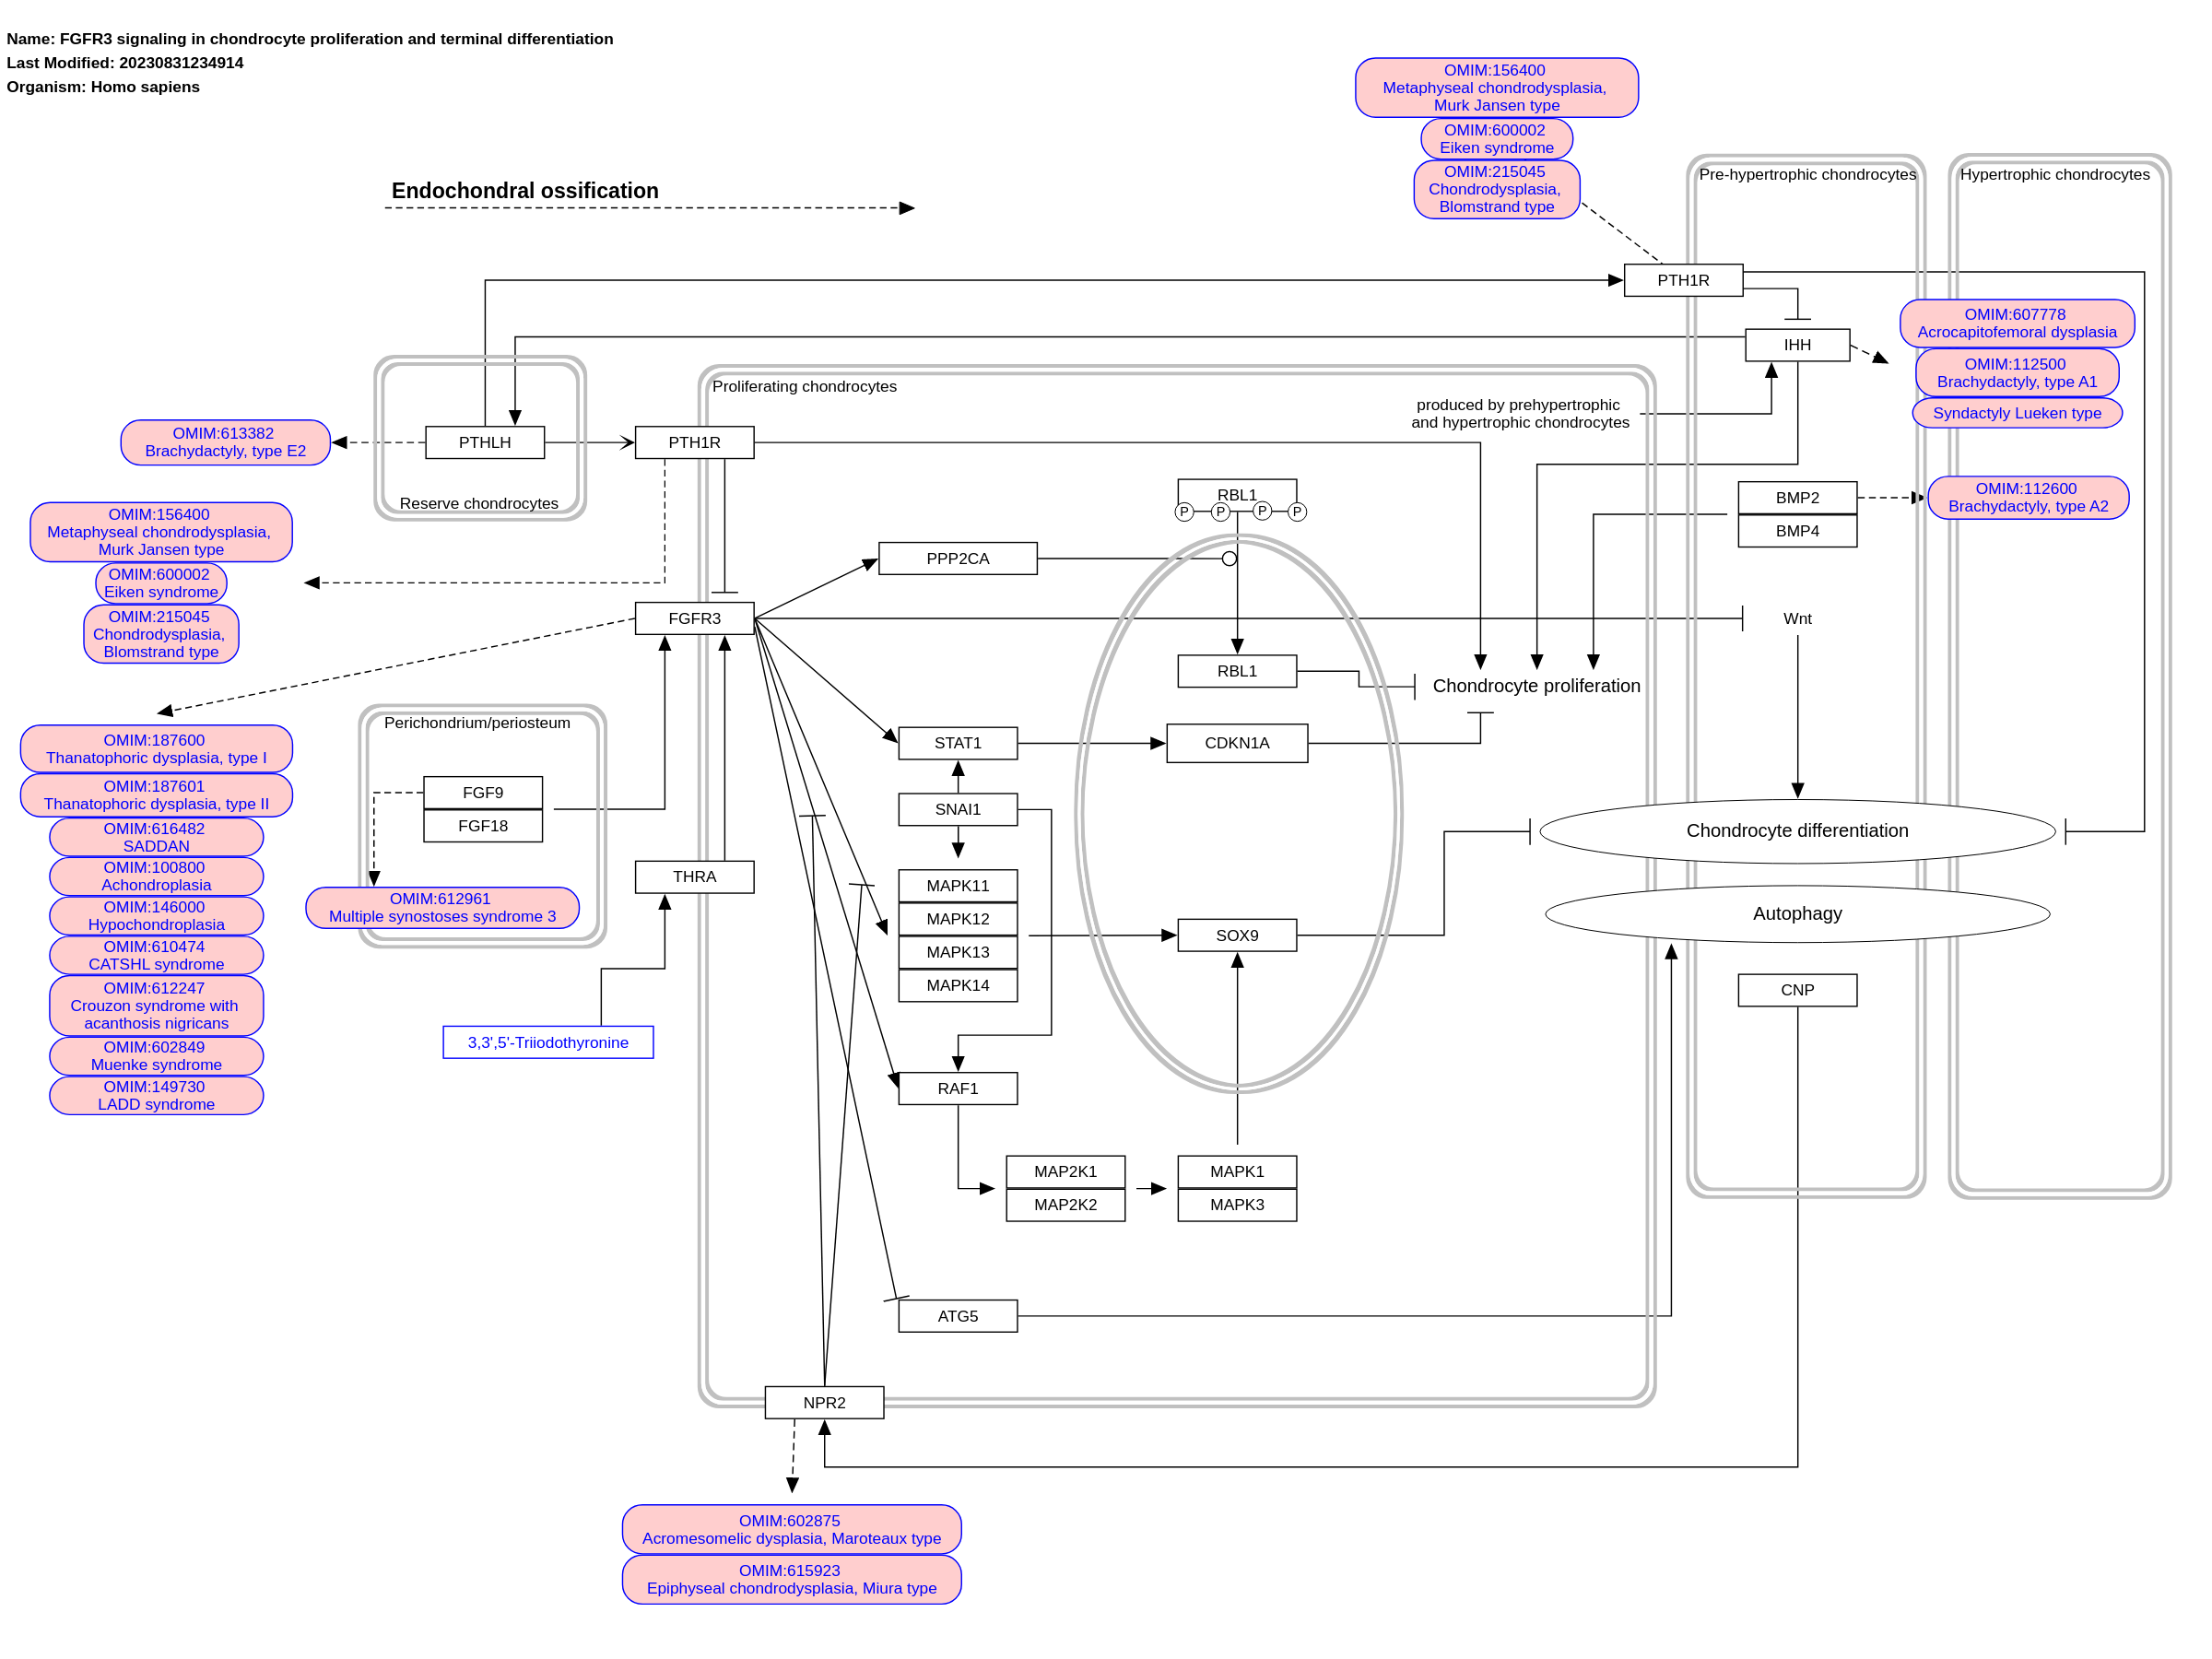 Name: FGFR3 signaling in chondrocyte proliferation and terminal differentiation
Last Modified: 20230831234914
Organism: Homo sapiens
OMIM:156400
Metaphyseal chondrodysplasia,
Murk Jansen type
OMIM:600002
Eiken syndrome
OMIM:215045
Chondrodysplasia,
Blomstrand type
Endochondral ossification
Pre-hypertrophic chondrocytes
Hypertrophic chondrocytes
PTH1R
OMIM:607778
Acrocapitofemoral dysplasia
IHH
OMIM:112500
Brachydactyly, type A1
Syndactyly Lueken type
Proliferating chondrocytes
produced by prehypertrophic
and hypertrophic chondrocytes
OMIM:613382
Brachydactyly, type E2
PTHLH
PTH1R
Reserve chondrocytes
RBL1
P
P
P
P
BMP2
BMP4
OMIM:112600
Brachydactyly, type A2
OMIM:156400
Metaphyseal chondrodysplasia,
Murk Jansen type
OMIM:600002
Eiken syndrome
OMIM:215045
Chondrodysplasia,
Blomstrand type
PPP2CA
FGFR3
Wnt
RBL1
Chondrocyte proliferation
Perichondrium/periosteum
OMIM:187600
Thanatophoric dysplasia, type I
OMIM:187601
Thanatophoric dysplasia, type II
OMIM:616482
SADDAN
OMIM:100800
Achondroplasia
OMIM:146000
Hypochondroplasia
OMIM:610474
CATSHL syndrome
OMIM:612247
Crouzon syndrome with
acanthosis nigricans
OMIM:602849
Muenke syndrome
OMIM:149730
LADD syndrome
FGF9
FGF18
OMIM:612961
Multiple synostoses syndrome 3
STAT1
CDKN1A
SNAI1
THRA
MAPK11
MAPK12
MAPK13
MAPK14
SOX9
Chondrocyte differentiation
Autophagy
CNP
3,3',5'-Triiodothyronine
RAF1
MAP2K1
MAP2K2
MAPK1
MAPK3
ATG5
NPR2
OMIM:602875
Acromesomelic dysplasia, Maroteaux type
OMIM:615923
Epiphyseal chondrodysplasia, Miura type